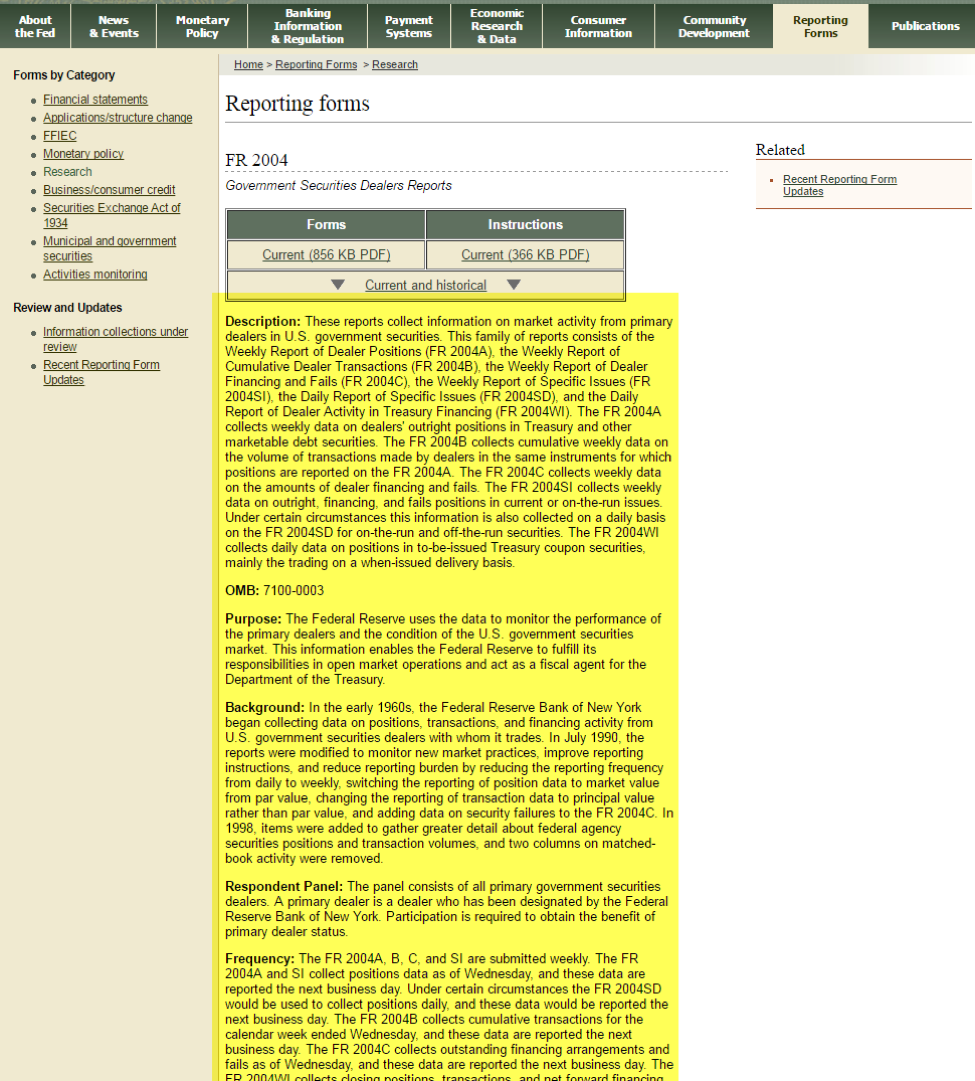 About
the Fed
News
& Events
Monetary
Policy
Banking
Information
& Regulation
Payment
Systems
Economic
Research
& Data
Consumer
Information
Community
Development
Reporting
Forms
Publications
Home > Reporting Forms > Research
Forms by Category
Financial statements
Applications/structure change
FFIEC
Monetary policy
Research
Business/consumer credit
Securities Exchange Act of
1934
Municipal and government
securities
Activities monitoring
Review and Updates
Information collections under
review
Recent Reporting Form
Updates
Reporting forms
FR 2004
Government Securities Dealers Reports
Forms Instructions
Current (856 KB PDF) Current (366 KB PDF)
▼ Current and historical ▼
Description: These reports collect information on market activity from primary
dealers in U.S. government securities. This family of reports consists of the
Weekly Report of Dealer Positions (FR 2004A), the Weekly Report of
Cumulative Dealer Transactions (FR 2004B), the Weekly Report of Dealer
Financing and Fails (FR 2004C), the Weekly Report of Specific Issues (FR
2004SI), the Daily Report of Specific Issues (FR 2004SD), and the Daily
Report of Dealer Activity in Treasury Financing (FR 2004WI). The FR 2004A
collects weekly data on dealers' outright positions in Treasury and other
marketable debt securities. The FR 2004B collects cumulative weekly data on
the volume of transactions made by dealers in the same instruments for which
positions are reported on the FR 2004A. The FR 2004C collects weekly data
on the amounts of dealer financing and fails. The FR 2004SI collects weekly
data on outright, financing, and fails positions in current or on-the-run issues.
Under certain circumstances this information is also collected on a daily basis
on the FR 2004SD for on-the-run and off-the-run securities. The FR 2004WI
collects daily data on positions in to-be-issued Treasury coupon securities,
mainly the trading on a when-issued delivery basis.
OMB: 7100-0003
Purpose: The Federal Reserve uses the data to monitor the performance of
the primary dealers and the condition of the U.S. government securities
market. This information enables the Federal Reserve to fulfill its
responsibilities in open market operations and act as a fiscal agent for the
Department of the Treasury.
Background: In the early 1960s, the Federal Reserve Bank of New York
began collecting data on positions, transactions, and financing activity from
U.S. government securities dealers with whom it trades. In July 1990, the
reports were modified to monitor new market practices, improve reporting
instructions, and reduce reporting burden by reducing the reporting frequency
from daily to weekly, switching the reporting of position data to market value
from par value, changing the reporting of transaction data to principal value
rather than par value, and adding data on security failures to the FR 2004C. In
1998, items were added to gather greater detail about federal agency
securities positions and transaction volumes, and two columns on matched-
book activity were removed.
Respondent Panel: The panel consists of all primary government securities
dealers. A primary dealer is a dealer who has been designated by the Federal
Reserve Bank of New York. Participation is required to obtain the benefit of
primary dealer status.
Frequency: The FR 2004A, B, C, and SI are submitted weekly. The FR
2004A and SI collect positions data as of Wednesday, and these data are
reported the next business day. Under certain circumstances the FR 2004SD
would be used to collect positions daily, and these data would be reported the
next business day. The FR 2004B collects cumulative transactions for the
calendar week ended Wednesday, and these data are reported the next
business day. The FR 2004C collects outstanding financing arrangements and
fails as of Wednesday, and these data are reported the next business day. The
FR 2004WI collects closing positions, transactions, and net forward financing
Related
Recent Reporting Form
Updates